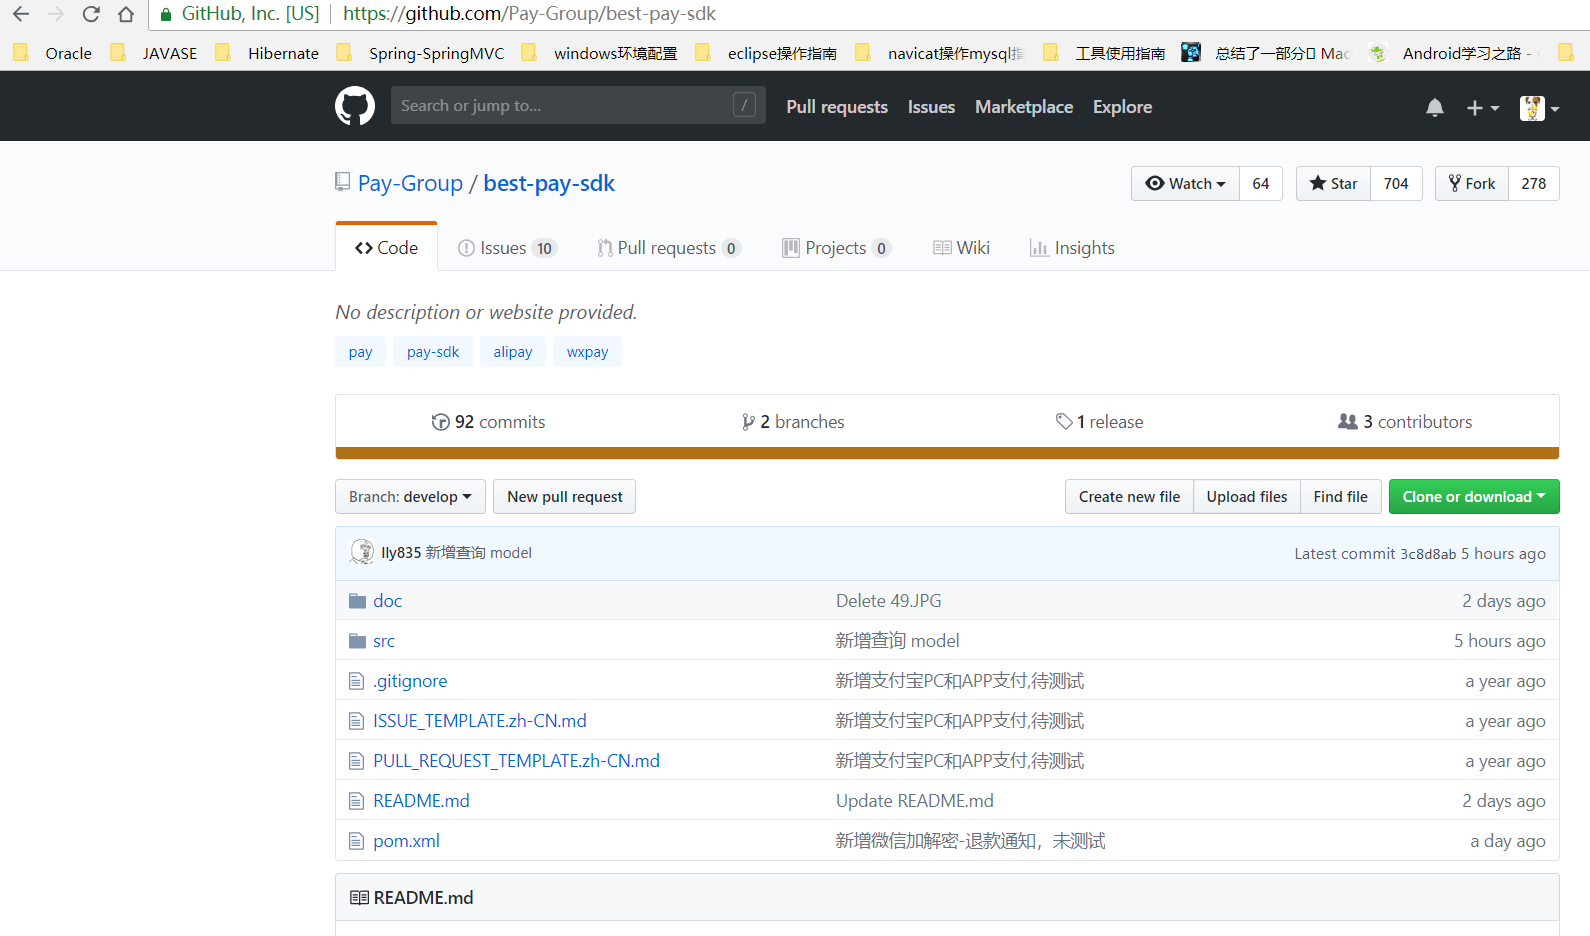 GitHub, Inc. [US] | https://github.com/Pay-Group/best-pay-sdk
Oracle JAVASE Hibernate Spring-SpringMVC windows环境配置 eclipse操作指南 navicat操作mysql指 工具使用指南 总结了一部分 Mac Android学习之路 -
Search or jump to... / Pull requests Issues Marketplace Explore
Pay-Group / best-pay-sdk Watch 64 Star 704 Fork 278
Code Issues 10 Pull requests 0 Projects 0 Wiki Insights
No description or website provided.
pay pay-sdk alipay wxpay
92 commits 2 branches 1 release 3 contributors
Branch: develop New pull request Create new file Upload files Find file Clone or download
lly835 新增查询 model Latest commit 3c8d8ab 5 hours ago
doc Delete 49.JPG 2 days ago
src 新增查询 model 5 hours ago
.gitignore 新增支付宝PC和APP支付,待测试 a year ago
ISSUE_TEMPLATE.zh-CN.md 新增支付宝PC和APP支付,待测试 a year ago
PULL_REQUEST_TEMPLATE.zh-CN.md 新增支付宝PC和APP支付,待测试 a year ago
README.md Update README.md 2 days ago
pom.xml 新增微信加解密-退款通知，未测试 a day ago
README.md